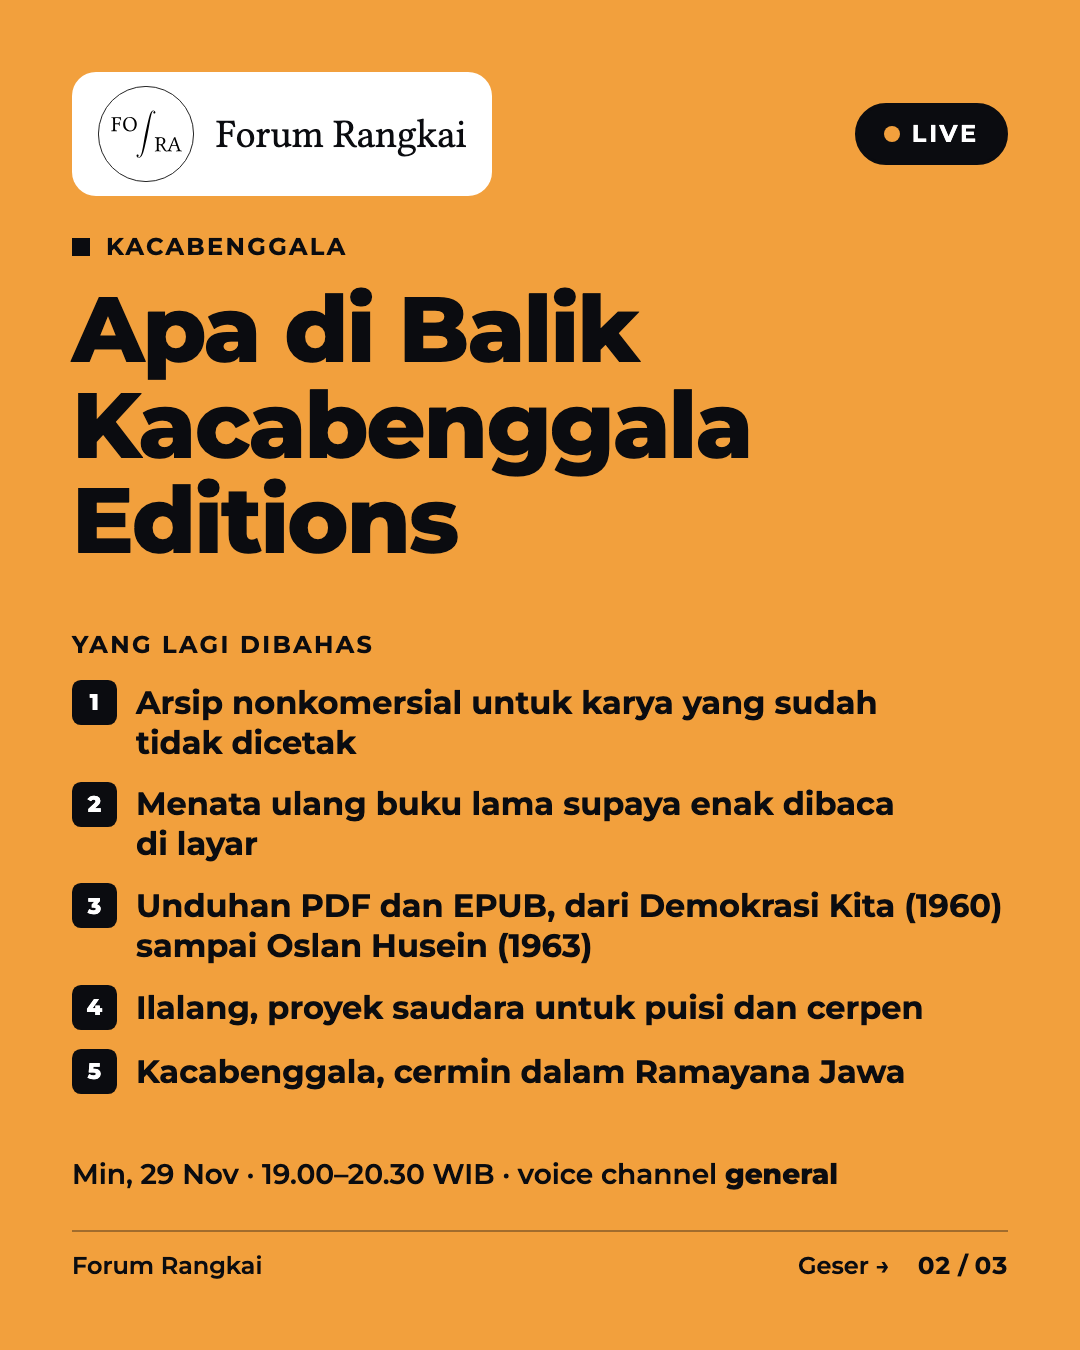 FO RA
Forum Rangkai
LIVE
KACABENGGALA
Apa di Balik
Kacabenggala
Editions
YANG LAGI DIBAHAS
1 Arsip nonkomersial untuk karya yang sudah
tidak dicetak
2 Menata ulang buku lama supaya enak dibaca
di layar
3 Unduhan PDF dan EPUB, dari Demokrasi Kita (1960)
sampai Oslan Husein (1963)
4 Ilalang, proyek saudara untuk puisi dan cerpen
5 Kacabenggala, cermin dalam Ramayana Jawa
Min, 29 Nov · 19.00–20.30 WIB · voice channel general
Forum Rangkai
Geser → 02 / 03